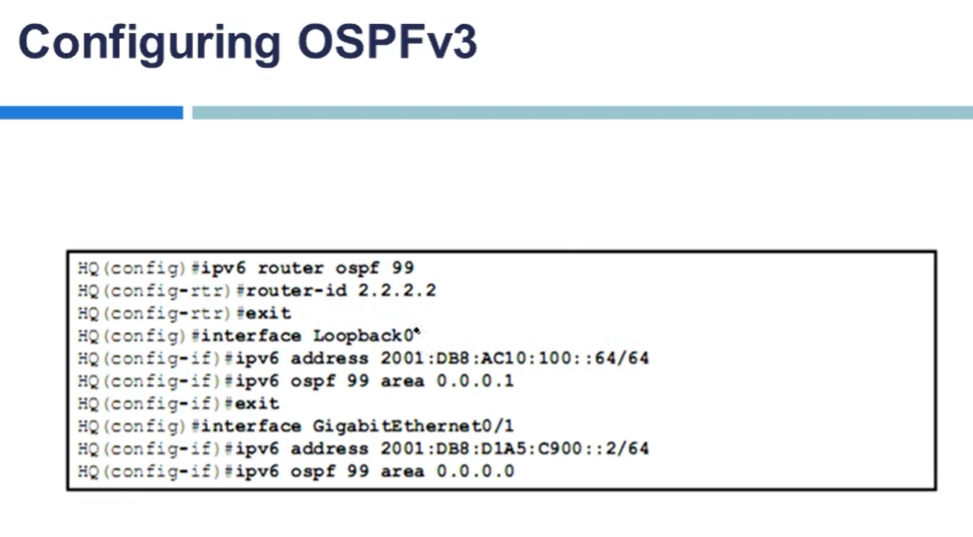 Configuring OSPFv3
HQ(config)#ipv6 router ospf 99
HQ(config-rtr)#router-id 2.2.2.2
HQ(config-rtr)#exit
HQ(config)#interface Loopback0
HQ(config-if)#ipv6 address 2001:DB8:AC10:100::64/64
HQ(config-if)#ipv6 ospf 99 area 0.0.0.1
HQ(config-if)#exit
HQ(config)#interface GigabitEthernet0/1
HQ(config-if)#ipv6 address 2001:DB8:D1A5:C900::2/64
HQ(config-if)#ipv6 ospf 99 area 0.0.0.0